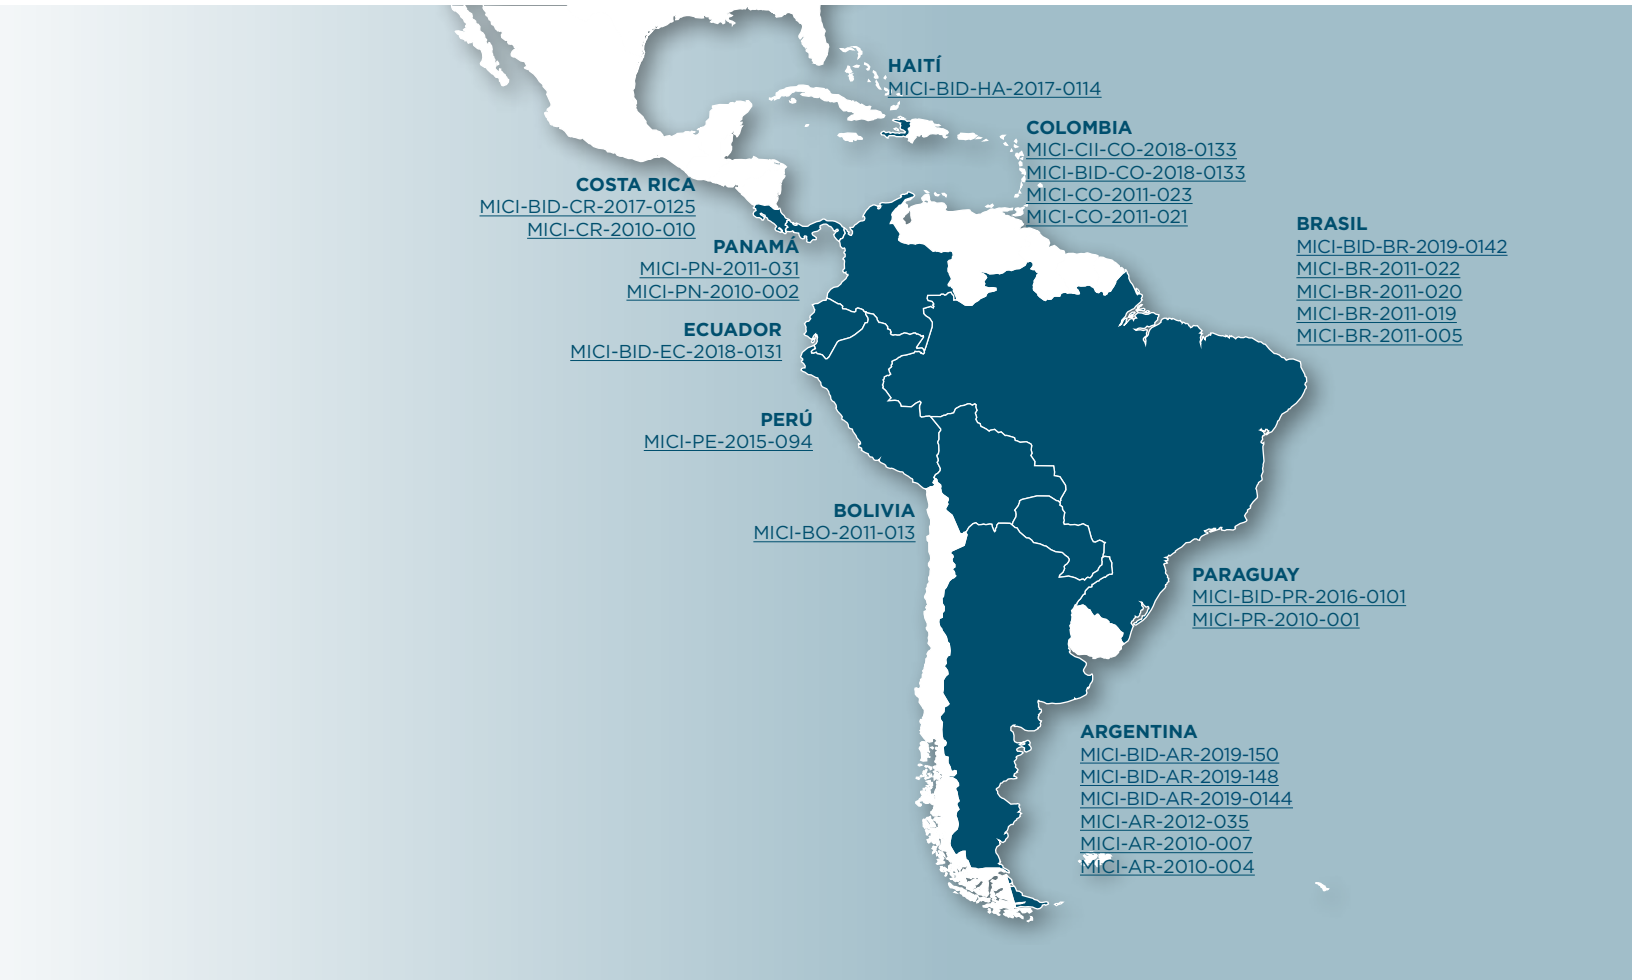 HAITÍ
MICI-BID-HA-2017-0114
COLOMBIA
MICI-CII-CO-2018-0133
MICI-BID-CO-2018-0133
MICI-CO-2011-023
MICI-CO-2011-021
COSTA RICA
MICI-BID-CR-2017-0125
MICI-CR-2010-010
PANAMÁ
MICI-PN-2011-031
MICI-PN-2010-002
BRASIL
MICI-BID-BR-2019-0142
MICI-BR-2011-022
MICI-BR-2011-020
MICI-BR-2011-019
MICI-BR-2011-005
ECUADOR
MICI-BID-EC-2018-0131
PERÚ
MICI-PE-2015-094
BOLIVIA
MICI-BO-2011-013
PARAGUAY
MICI-BID-PR-2016-0101
MICI-PR-2010-001
ARGENTINA
MICI-BID-AR-2019-150
MICI-BID-AR-2019-148
MICI-BID-AR-2019-0144
MICI-AR-2012-035
MICI-AR-2010-007
MICI-AR-2010-004